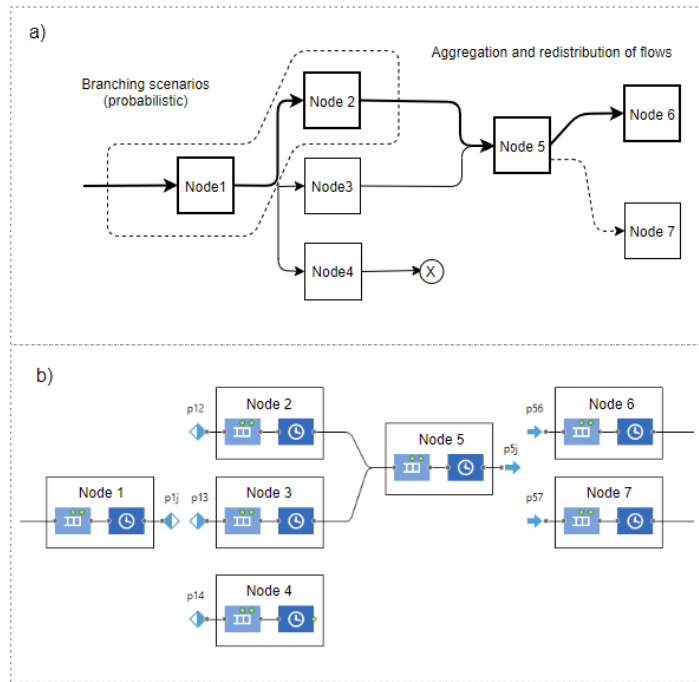 a)
Aggregation and redistribution of flows
Branching scenarios
(probabilistic)
Node 2
Node 6
Node 5
Node1
Node3
Node 7
Node4
X
b)
p12
Node 2
p56
Node 6
Node 5
p5j
Node 1
p1j
p13
Node 3
p57
Node 7
p14
Node 4